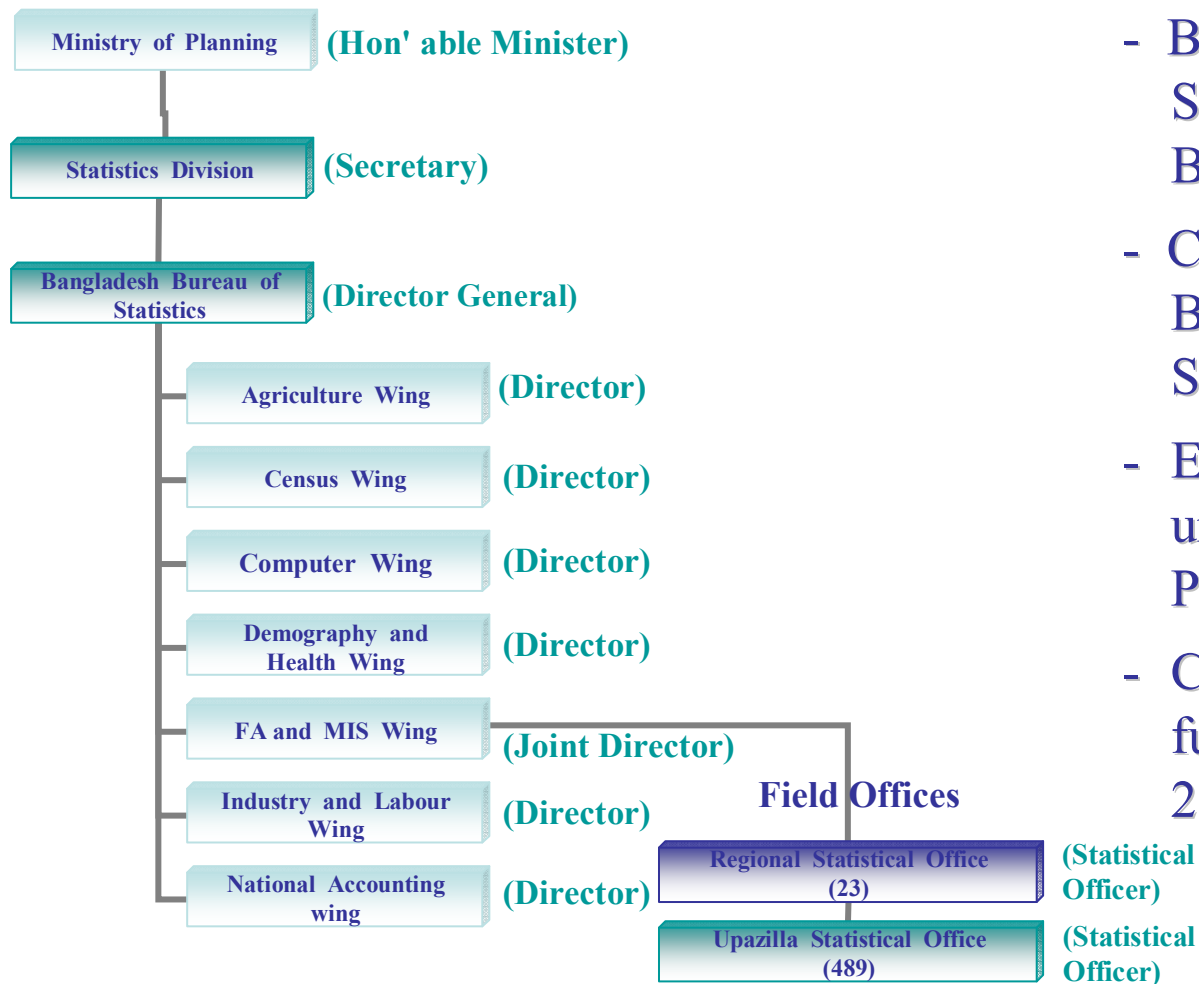 Ministry of Planning
(Hon' able Minister)
Statistics Division
(Secretary)
Bangladesh Bureau of
Statistics
(Director General)
Agriculture Wing
(Director)
Census Wing
(Director)
Computer Wing
(Director)
Demography and
Health Wing
(Director)
FA and MIS Wing
(Joint Director)
Industry and Labour
Wing
(Director)
National Accounting
wing
(Director)
Field Offices
Regional Statistical Office
(23)
(Statistical
Officer)
Upazilla Statistical Office
(489)
(Statistical
Officer)
- B
S
B
- C
B
S
- E
P
- C
2